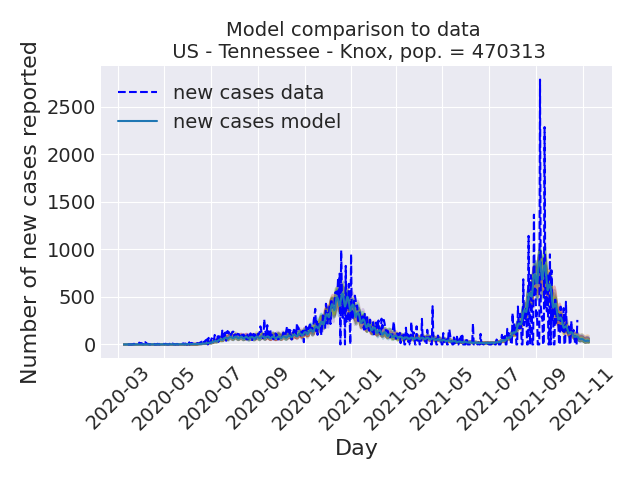 Model comparison to data
US - Tennessee - Knox, pop. = 470313
new cases data
new cases model
Number of new cases reported
2500
2000
1500
1000
500
0
2020-03
2020-05
2020-07
2020-09
2020-11
2021-01
2021-03
2021-05
2021-07
2021-09
2021-11
Day